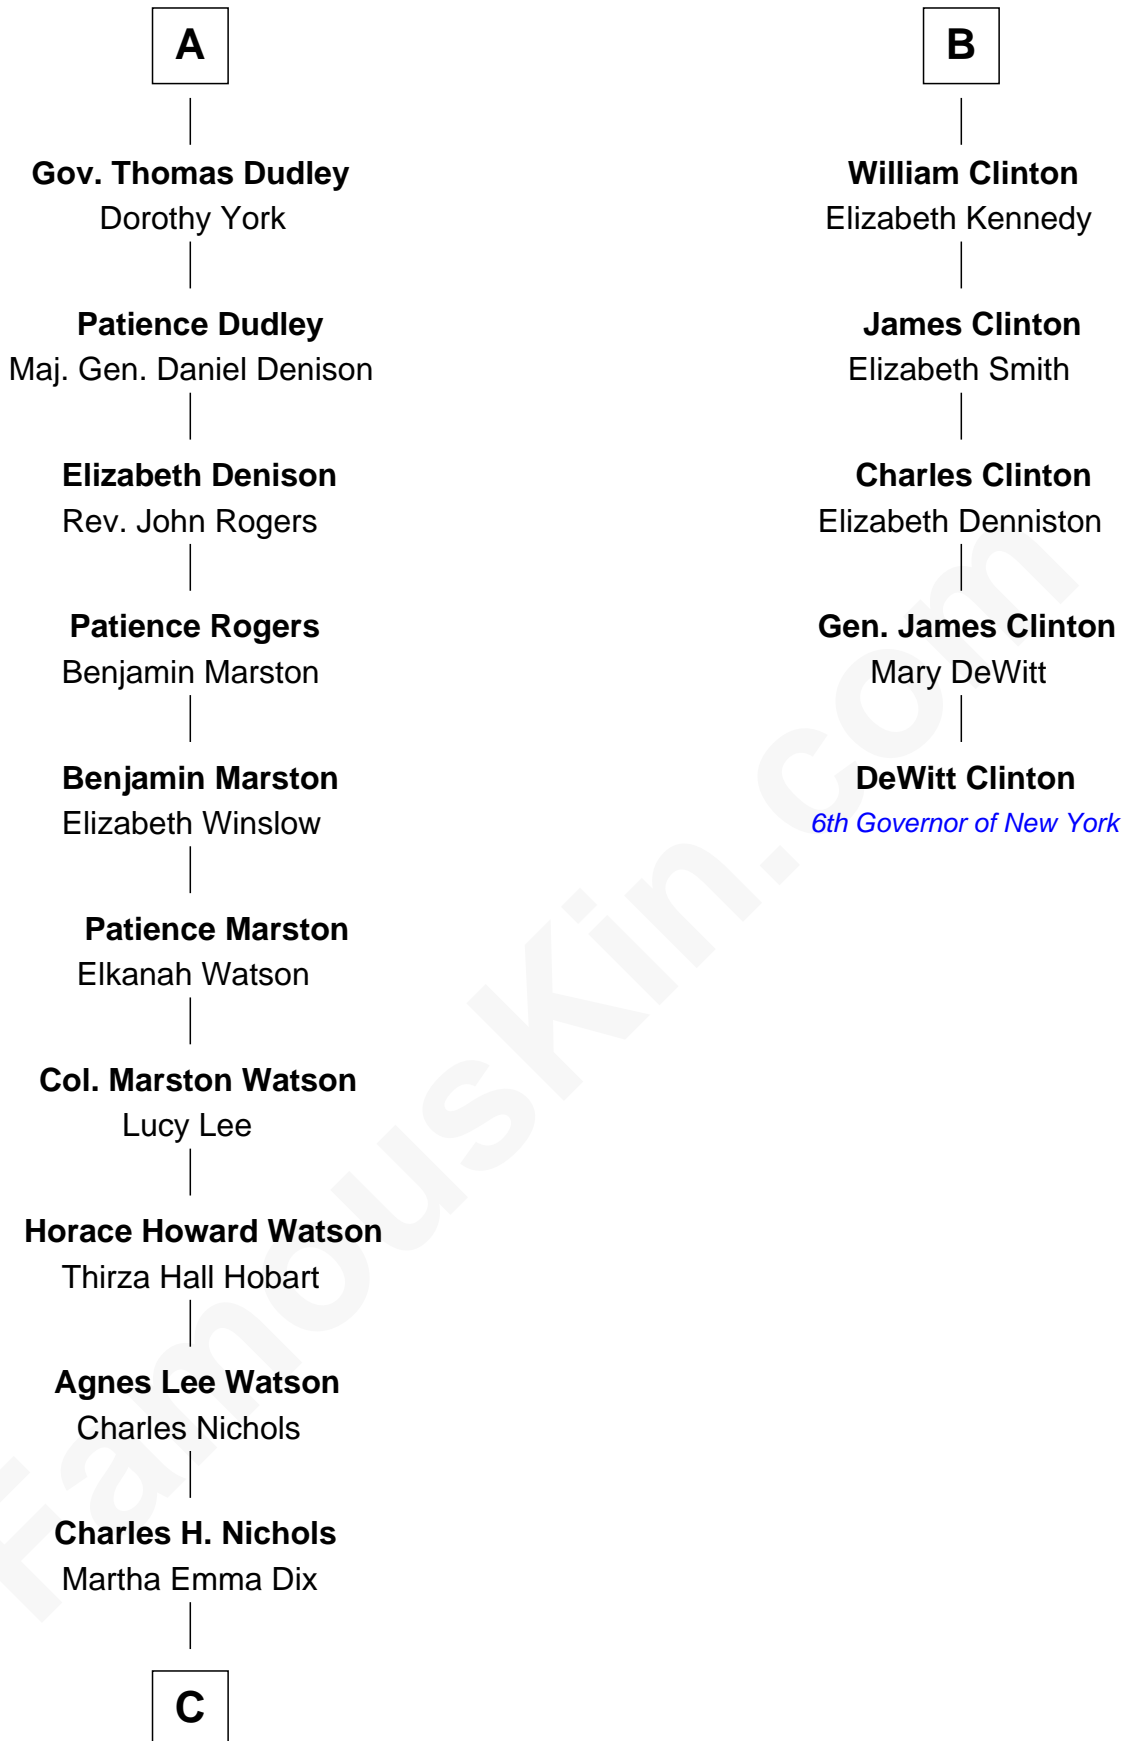 A
Gov. Thomas Dudley
Dorothy York
Patience Dudley
Maj. Gen. Daniel Denison
Elizabeth Denison
Rev. John Rogers
Patience Rogers
Benjamin Marston
Benjamin Marston
Elizabeth Winslow
Patience Marston
Elkanah Watson
Col. Marston Watson
Lucy Lee
Horace Howard Watson
Thirza Hall Hobart
Agnes Lee Watson
Charles Nichols
Charles H. Nichols
Martha Emma Dix
C
B
William Clinton
Elizabeth Kennedy
James Clinton
Elizabeth Smith
Charles Clinton
Elizabeth Denniston
Gen. James Clinton
Mary DeWitt
DeWitt Clinton
6th Governor of New York
FamousKin.com